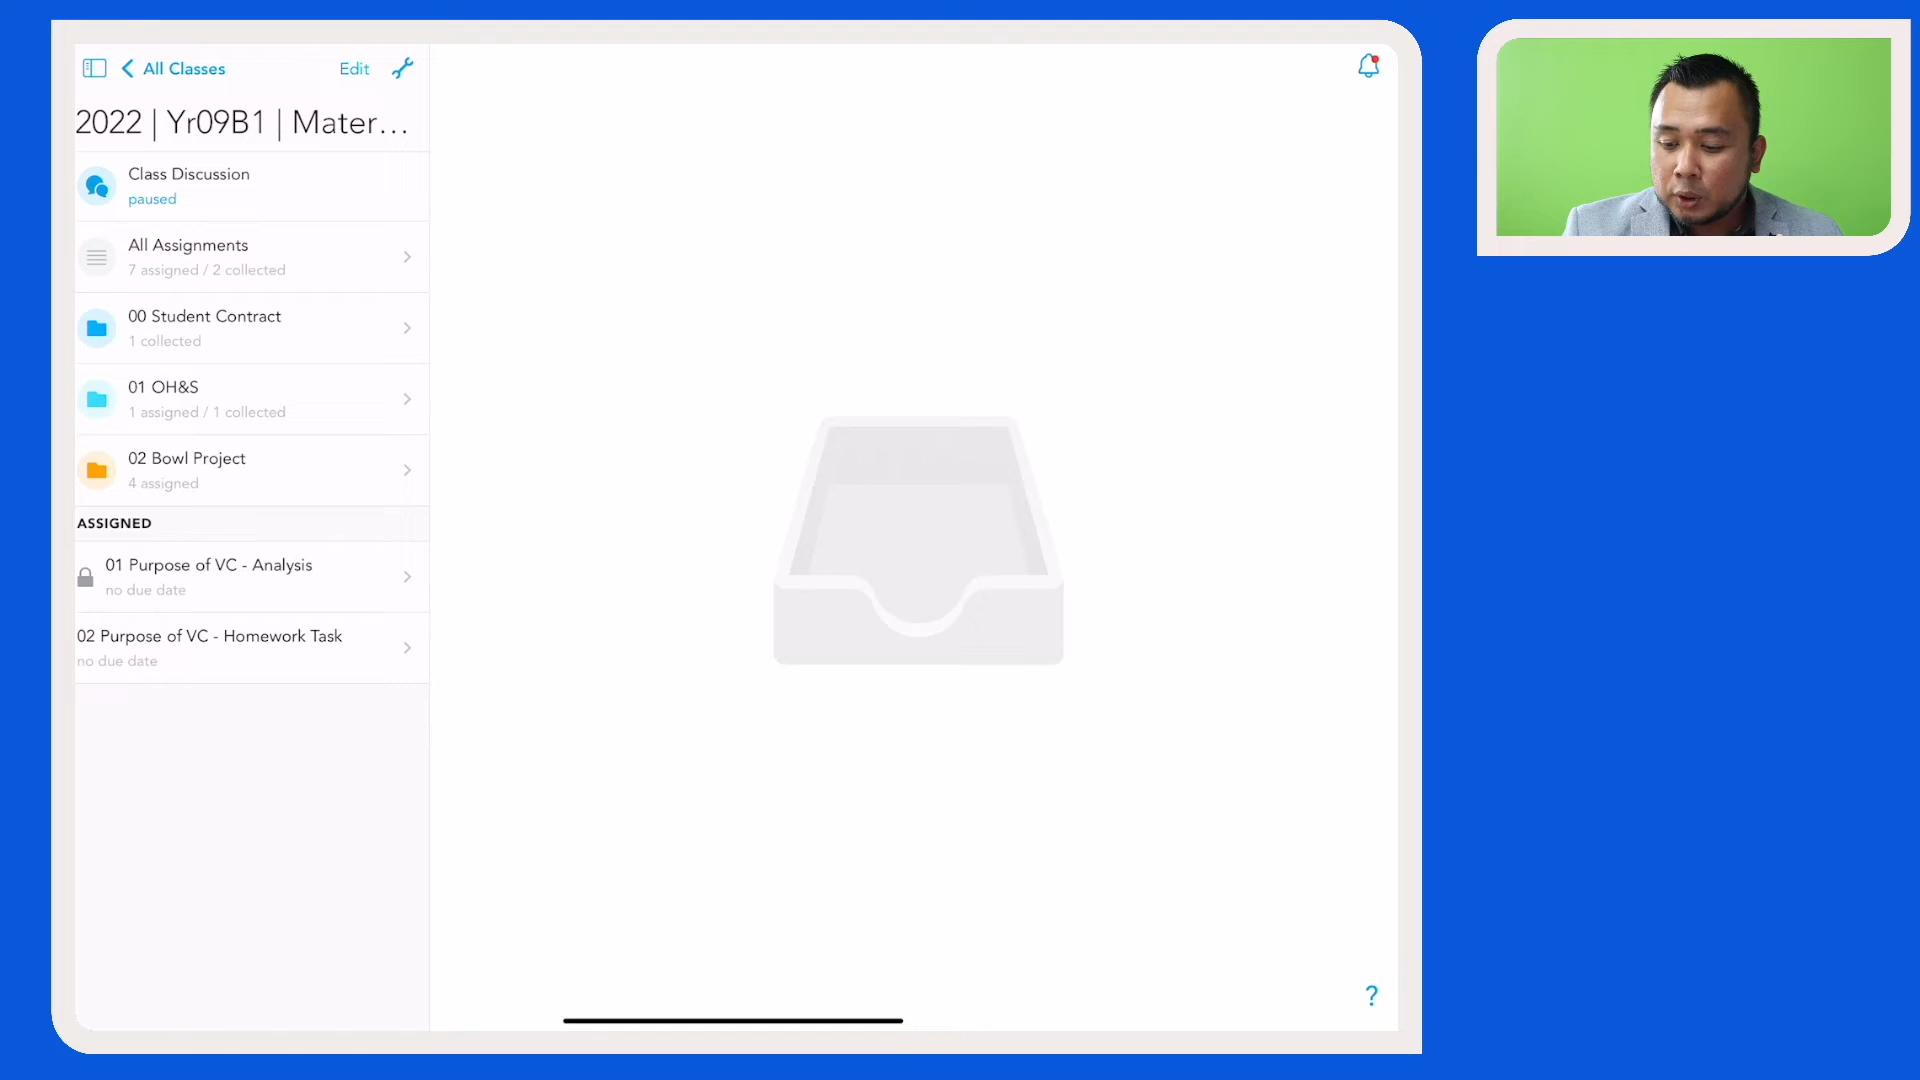 All Classes
Edit
2022 | Yr09B1 | Mater...
Class Discussion
paused
All Assignments
7 assigned / 2 collected
00 Student Contract
1 collected
01 OH&S
1 assigned / 1 collected
02 Bowl Project
4 assigned
ASSIGNED
01 Purpose of VC - Analysis
no due date
02 Purpose of VC - Homework Task
no due date
?